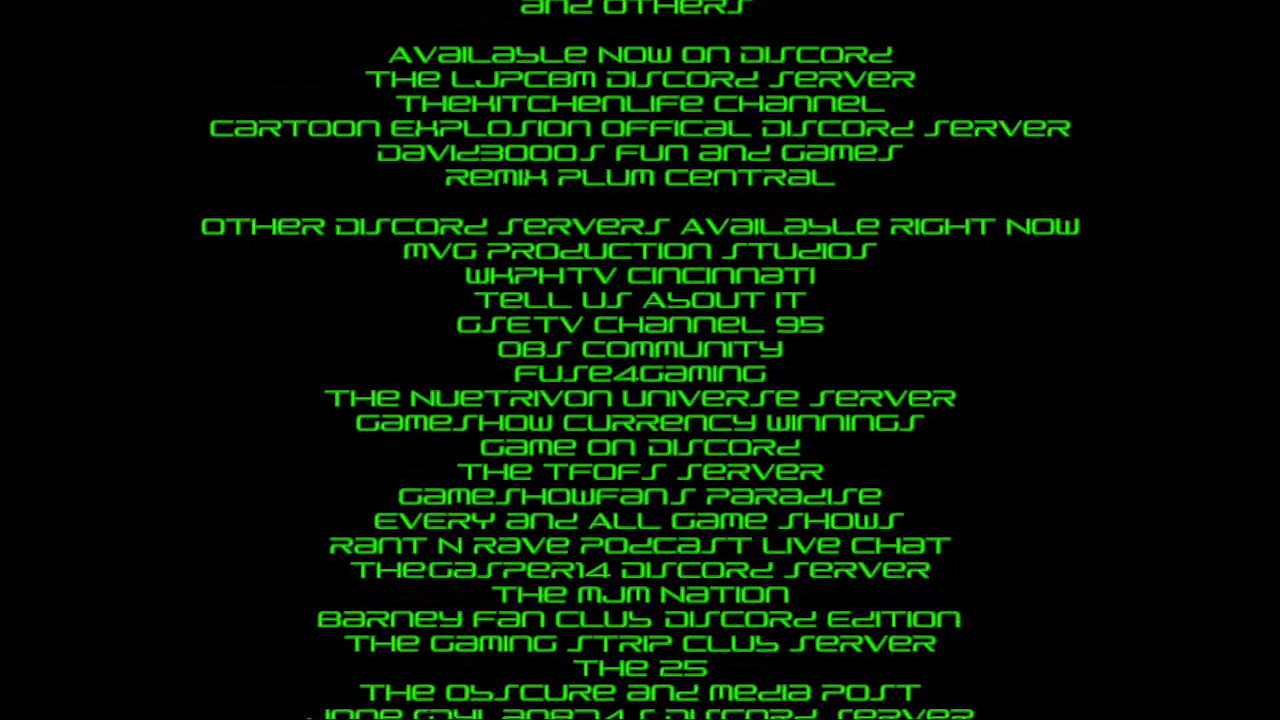 and OTHERS
AVAILABLE NOW ON DISCORD
THE LJPCBM DISCORD SERVER
THEKITCHENLIFE CHANNEL
CARTOON EXPLOSION OFFICAL DISCORD SERVER
DAVID3000S FUN AND GAMES
REMIX PLUM CENTRAL
OTHER DISCORD SERVERS AVAILABLE RIGHT NOW
MVG PRODUCTION STUDIOS
WKPHTV CINCINNATI
TELL US ABOUT IT
GSETV CHANNEL 95
OBS COMMUNITY
FUSE4GAMING
THE NUETRIVON UNIVERSE SERVER
GAMESHOW CURRENCY WINNINGS
GAME ON DISCORD
THE TFOFS SERVER
GAMESHOWFANS PARADISE
EVERY AND ALL GAME SHOWS
RANT N RAVE PODCAST LIVE CHAT
THEGASPER14 DISCORD SERVER
THE MJM NATION
BARNEY FAN CLUB DISCORD EDITION
THE GAMING STRIP CLUB SERVER
THE 25
THE OBSCURE AND MEDIA POST
DISCORD SERVER